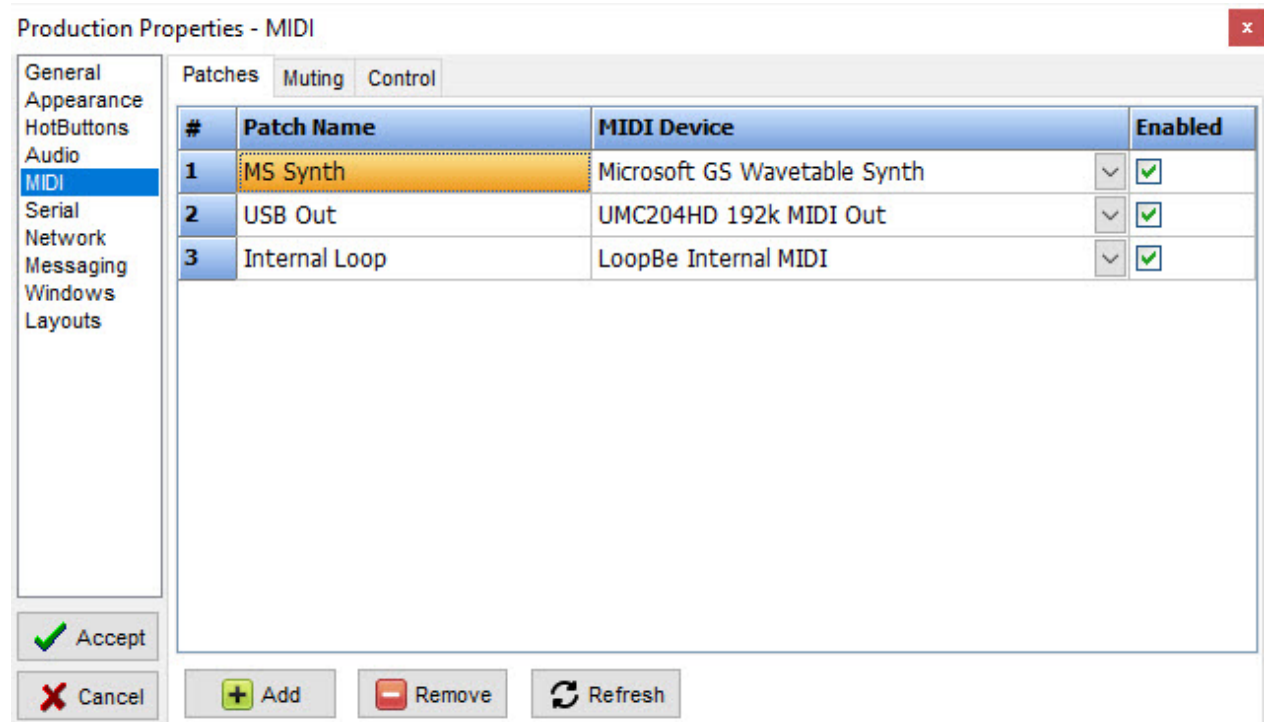 Production Properties - MIDI
x
General
Appearance
HotButtons
Audio
MIDI
Serial
Network
Messaging
Windows
Layouts
Accept
Cancel
Patches Muting Control
# Patch Name MIDI Device Enabled
1 MS Synth Microsoft GS Wavetable Synth
2 USB Out UMC204HD 192k MIDI Out
3 Internal Loop LoopBe Internal MIDI
Add Remove Refresh